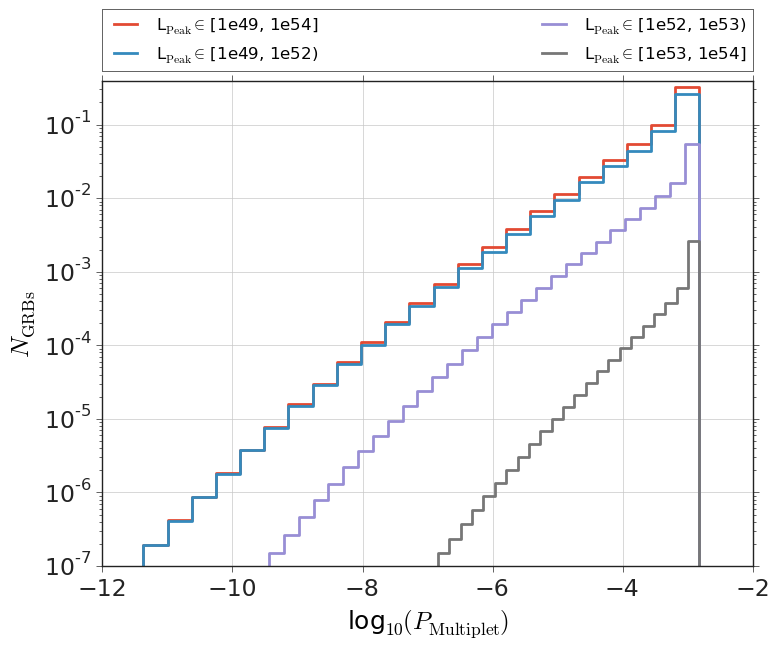 L_Peak ∈ [1e49, 1e54]
L_Peak ∈ [1e49, 1e52)
L_Peak ∈ [1e52, 1e53)
L_Peak ∈ [1e53, 1e54]
10^-1
10^-2
10^-3
10^-4
10^-5
10^-6
10^-7
N_GRBs
−12 −10 −8 −6 −4 −2
log_10(P_Multiplet)